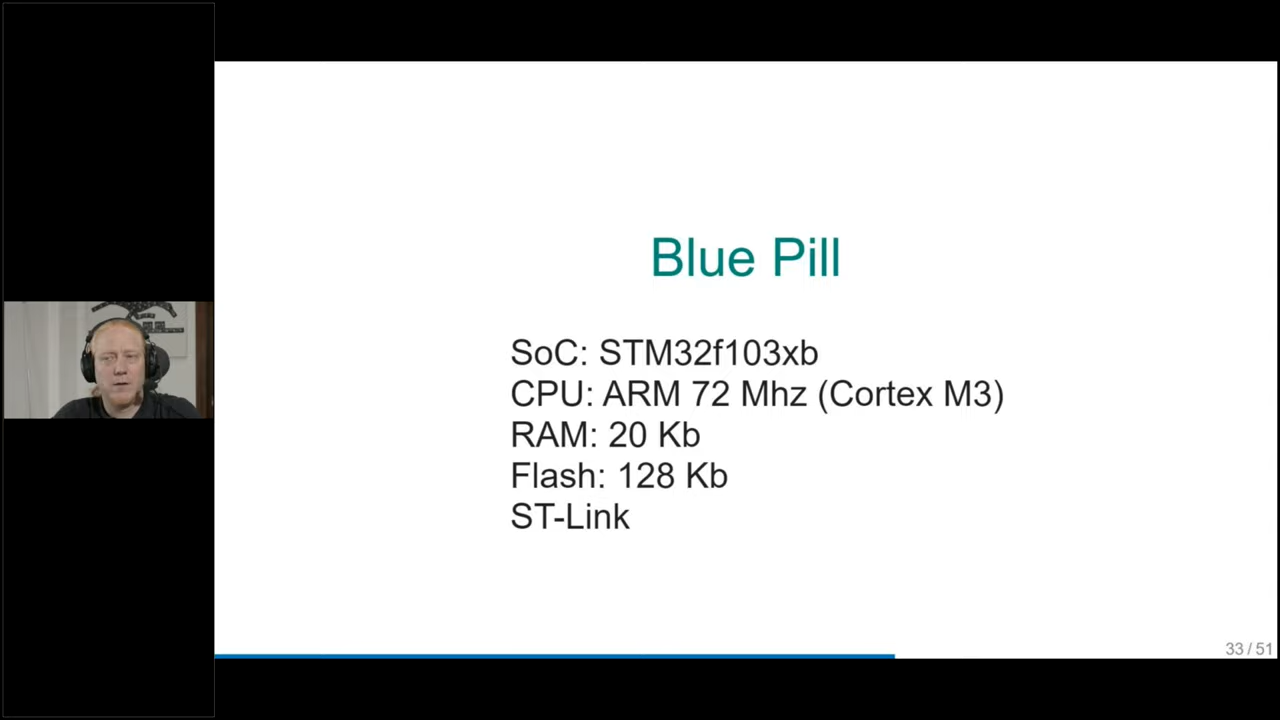 Blue Pill
SoC: STM32f103xb
CPU: ARM 72 Mhz (Cortex M3)
RAM: 20 Kb
Flash: 128 Kb
ST-Link
33 / 51